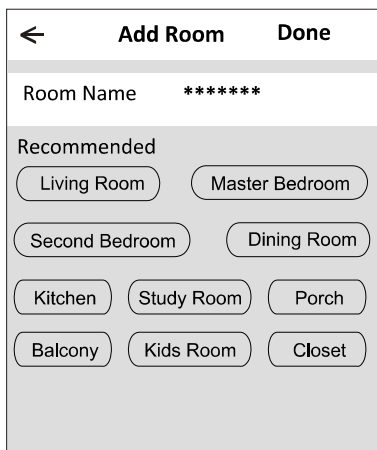 Add Room Done
Room Name *******
Recommended
Living Room Master Bedroom
Second Bedroom Dining Room
Kitchen Study Room Porch
Balcony Kids Room Closet